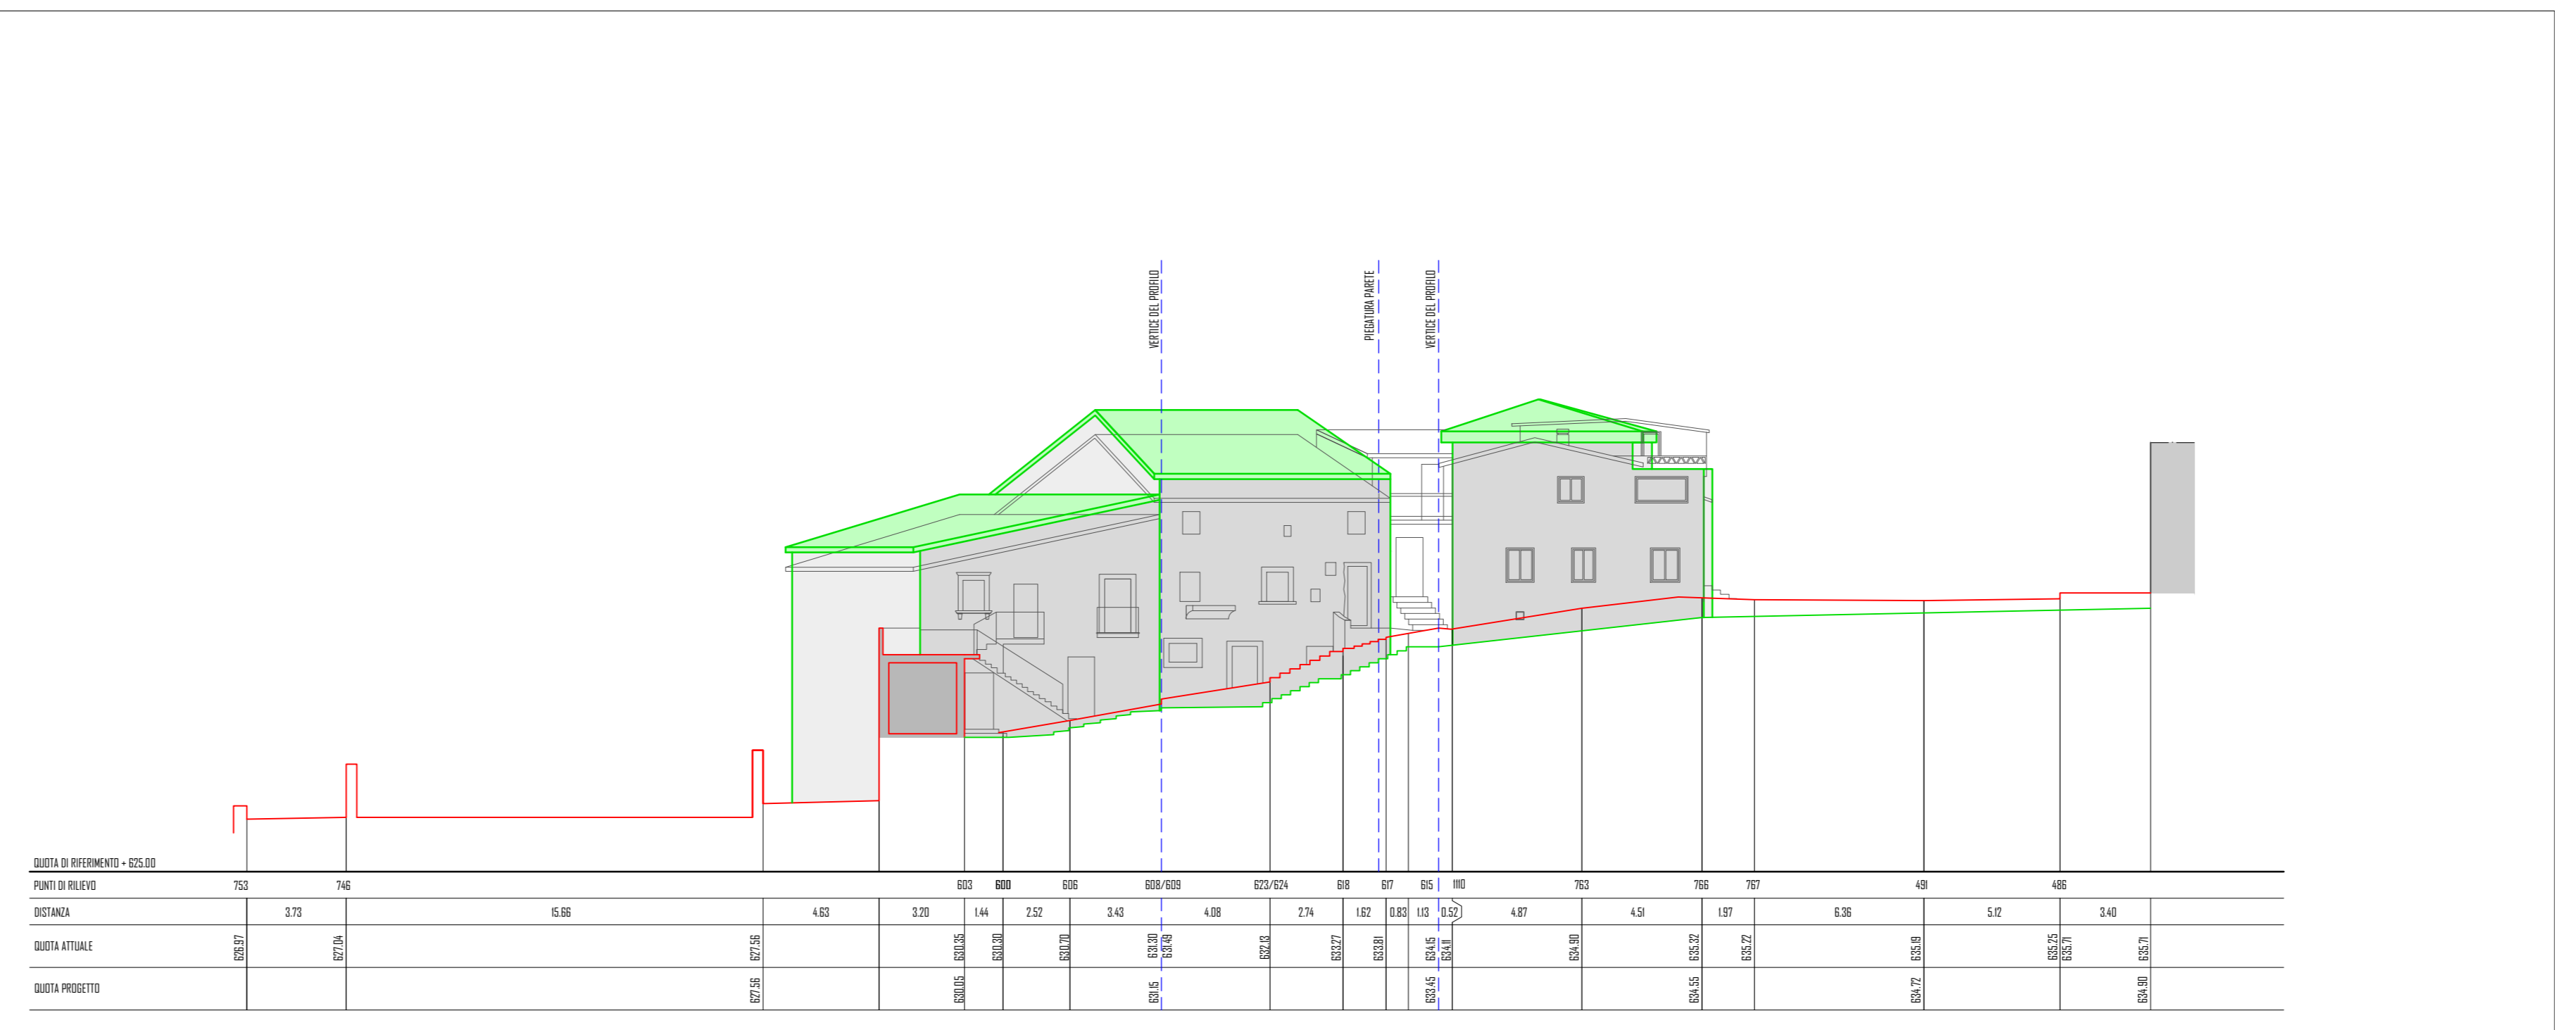 VERTICE DEL PROFILO
PIEGATURA PARETE
VERTICE DEL PROFILO
QUOTA DI RIFERIMENTO + 625.00
PUNTI DI RILIEVO 753 746 603 600 606 608/609 623/624 618 617 615 1110 763 766 767 491 486
DISTANZA 3.73 15.66 4.63 3.20 1.44 2.52 3.43 4.08 2.74 1.62 0.83 1.13 0.52 4.87 4.51 1.97 6.36 5.12 3.40
QUOTA ATTUALE 626.97 627.04 627.56 630.35 630.30 630.70 631.30 631.49 632.13 633.27 633.81 634.15 634.11 634.90 635.32 635.22 635.19 635.25 635.71 635.71
QUOTA PROGETTO 627.56 630.05 631.15 633.45 634.55 634.72 634.90